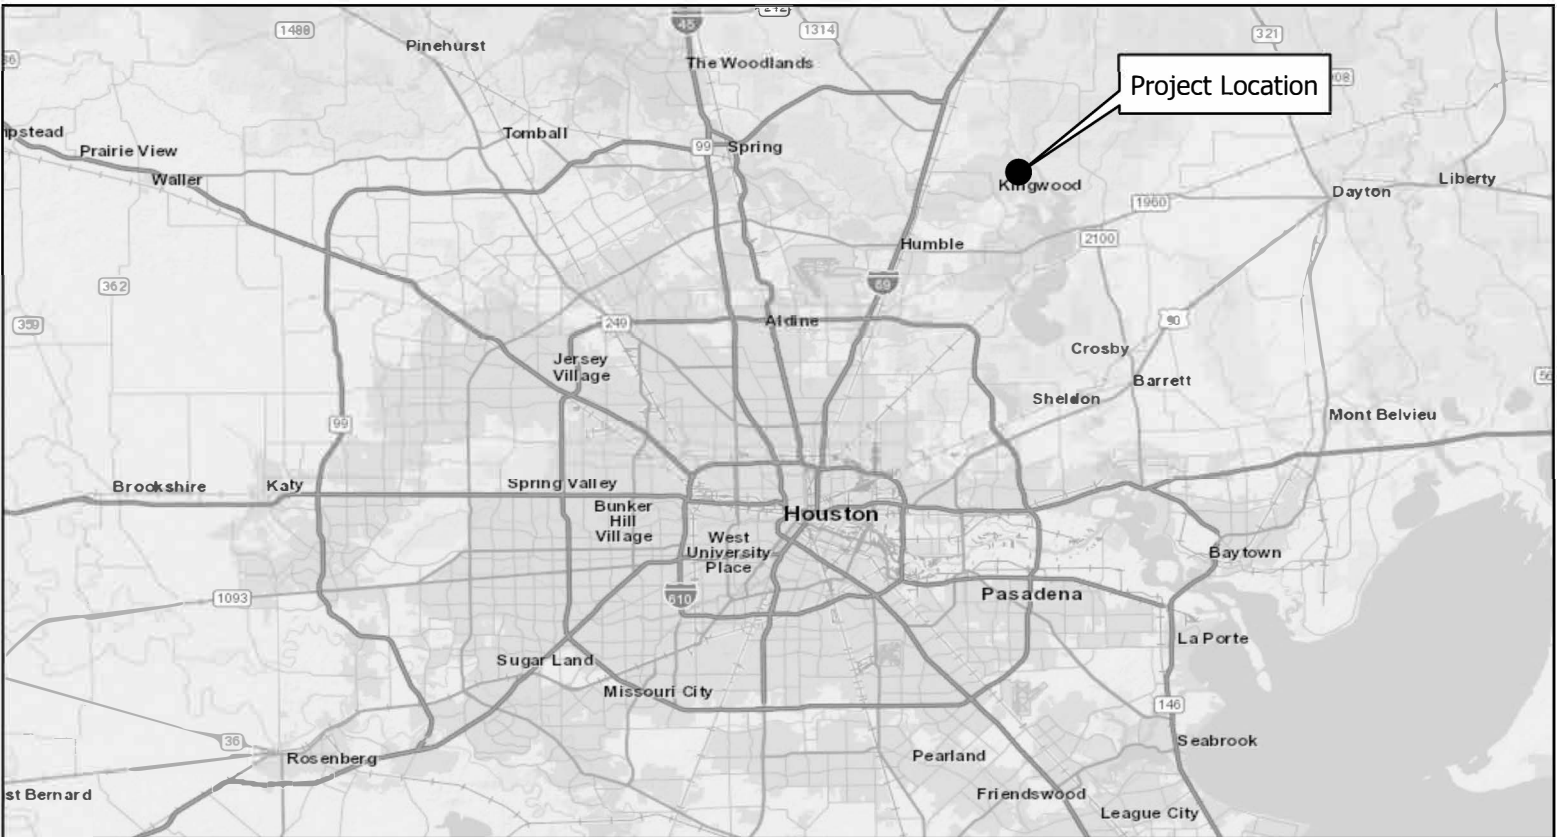 45
1488
1314
321
Pinehurst
The Woodlands
Project Location
Tomball
Prairie View
99
Spring
Waller
Kingwood
Liberty
Dayton
1960
2100
Humble
362
69
359
249
Aldine
90
Jersey
Village
Crosby
Barrett
Sheldon
Mont Belvieu
99
Brookshire
Katy
Spring Valley
Bunker
Hill
Village
Houston
West
University
Place
Baytown
1093
610
Pasadena
La Porte
Sugar Land
Missouri City
146
36
Seabrook
Rosenberg
Pearland
st Bernard
Friendswood
League City